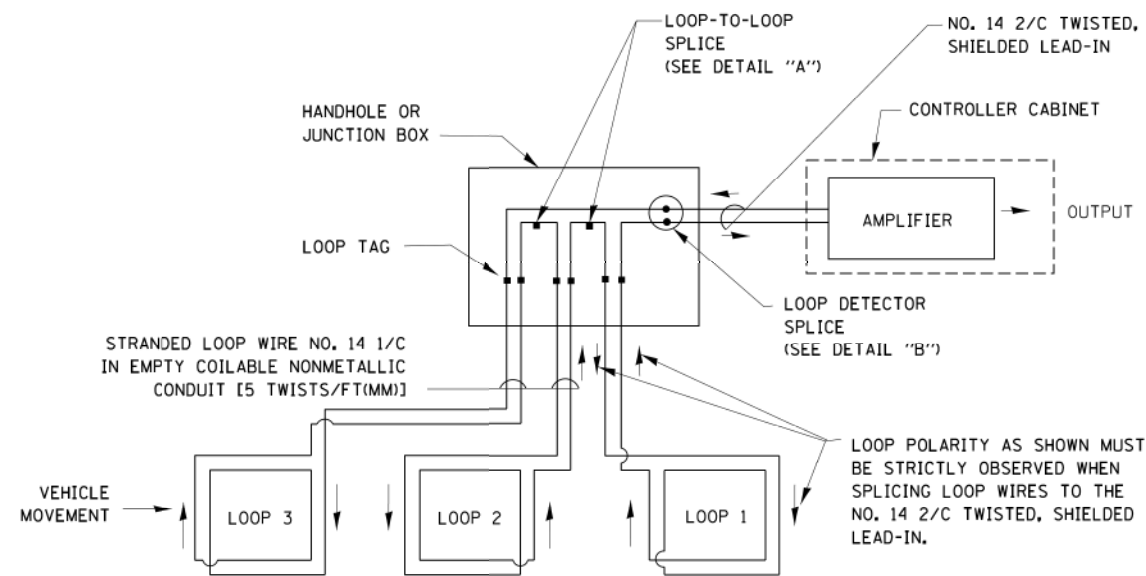 LOOP-TO-LOOP
SPLICE
(SEE DETAIL "A")
NO. 14 2/C TWISTED,
SHIELDED LEAD-IN
HANDHOLE OR
JUNCTION BOX
CONTROLLER CABINET
AMPLIFIER
OUTPUT
LOOP TAG
LOOP DETECTOR
SPLICE
(SEE DETAIL "B")
STRANDED LOOP WIRE NO. 14 1/C
IN EMPTY COILABLE NONMETALLIC
CONDUIT [5 TWISTS/FT(MM)]
LOOP POLARITY AS SHOWN MUST
BE STRICTLY OBSERVED WHEN
SPLICING LOOP WIRES TO THE
NO. 14 2/C TWISTED, SHIELDED
LEAD-IN.
VEHICLE
MOVEMENT
LOOP 3
LOOP 2
LOOP 1